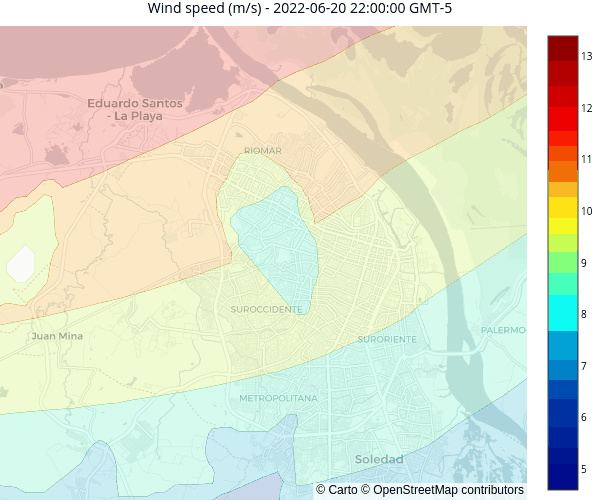 Wind speed (m/s) - 2022-06-20 22:00:00 GMT-5
Eduardo Santos
- La Playa
RIOMAR
SUROCCIDENTE
Juan Mina
SURORIENTE
PALERMO
METROPOLITANA
Soledad
© Carto © OpenStreetMap contributors
13
12
11
10
9
8
7
6
5